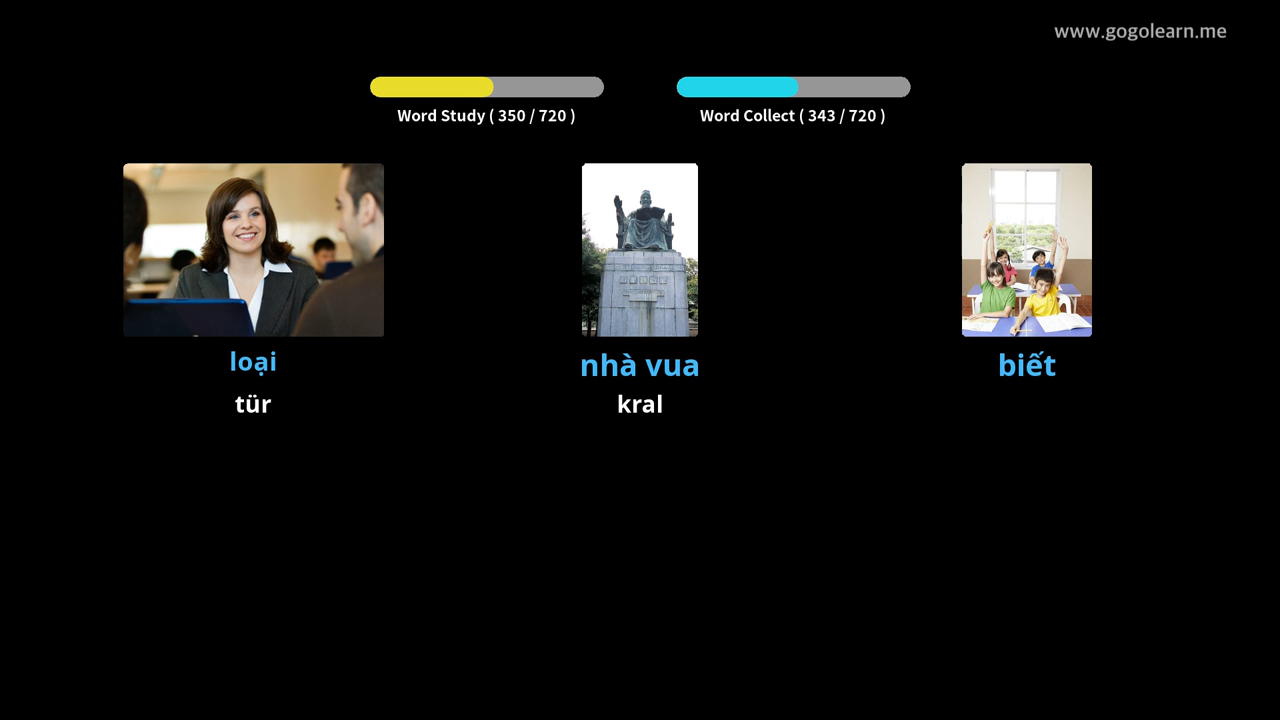 www.gogolearn.me
Word Study ( 350 / 720 )
Word Collect ( 343 / 720 )
loại
nhà vua
biết
tür
kral